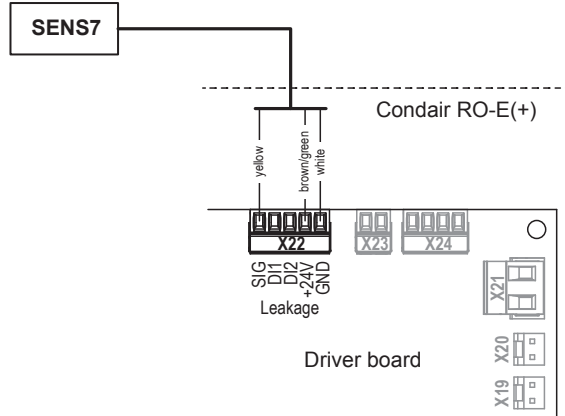 SENS7
Condair RO-E(+)
yellow
brown/green
white
X22
X23
X24
SIG
DI1
DI2
+24V
GND
Leakage
X21
Driver board
X20
X19